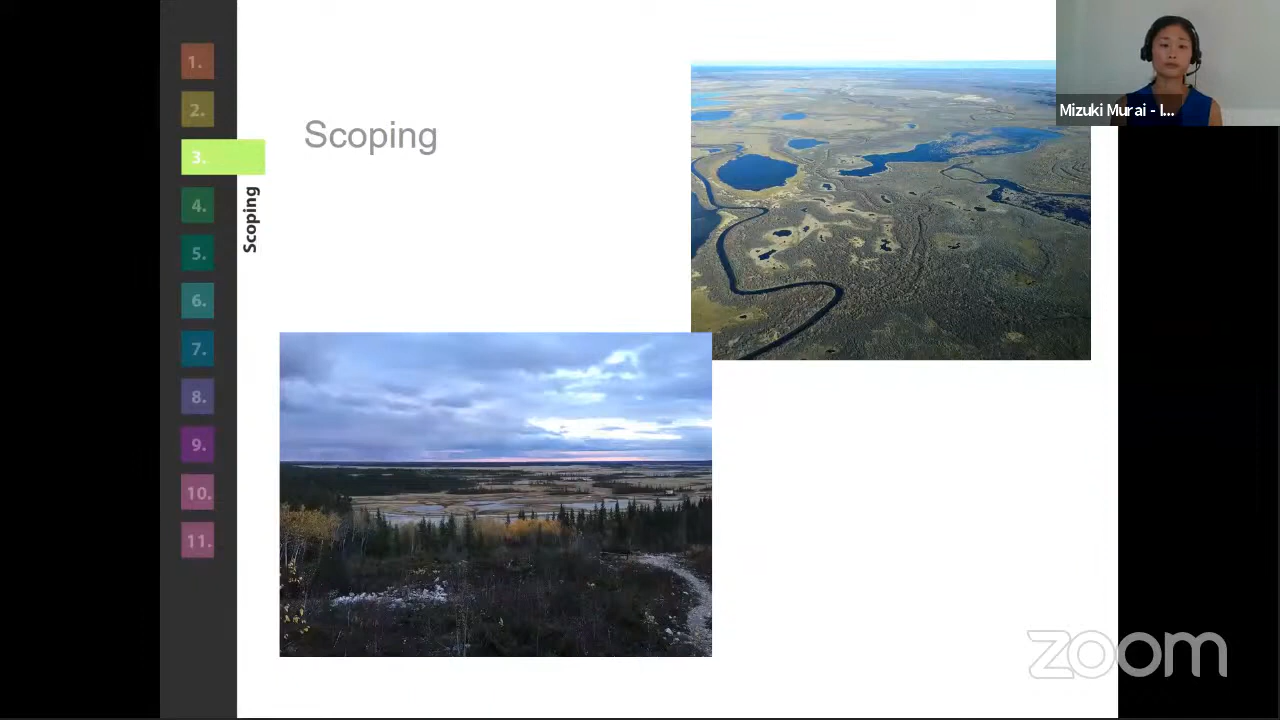 1.
2.
3.
Scoping
4.
5.
6.
7.
8.
9.
10.
11.
Scoping
Mizuki Murai - I...
zoom